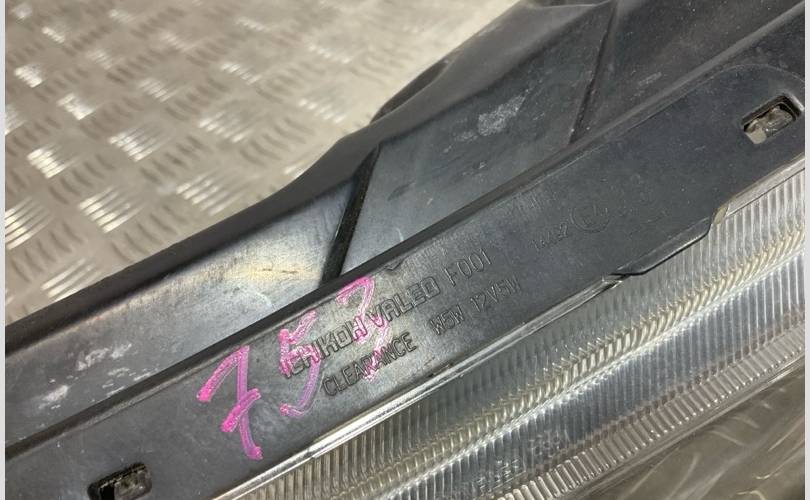 ICHIKOH VALEO F001
CLEARANCE W5W 12V5W
753